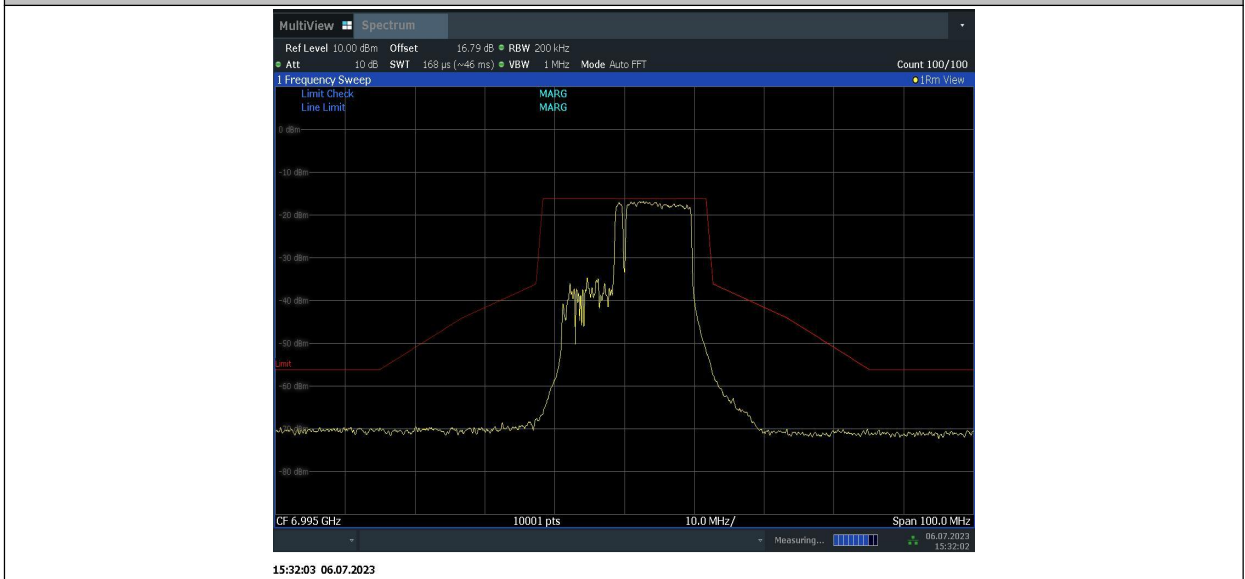 MultiView Spectrum
Ref Level 10.00 dBm Offset 16.79 dB RBW 200 kHz
Att 10 dB SWT 168 µs (~46 ms) VBW 1 MHz Mode Auto FFT Count 100/100
1 Frequency Sweep 1Rm View
Limit Check MARG
Line Limit MARG
0 dBm
-10 dBm
-20 dBm
-30 dBm
-40 dBm
-50 dBm
Limit
-60 dBm
-80 dBm
CF 6.995 GHz 10001 pts 10.0 MHz/ Span 100.0 MHz
Measuring... 06.07.2023
15:32:02
15:32:03 06.07.2023